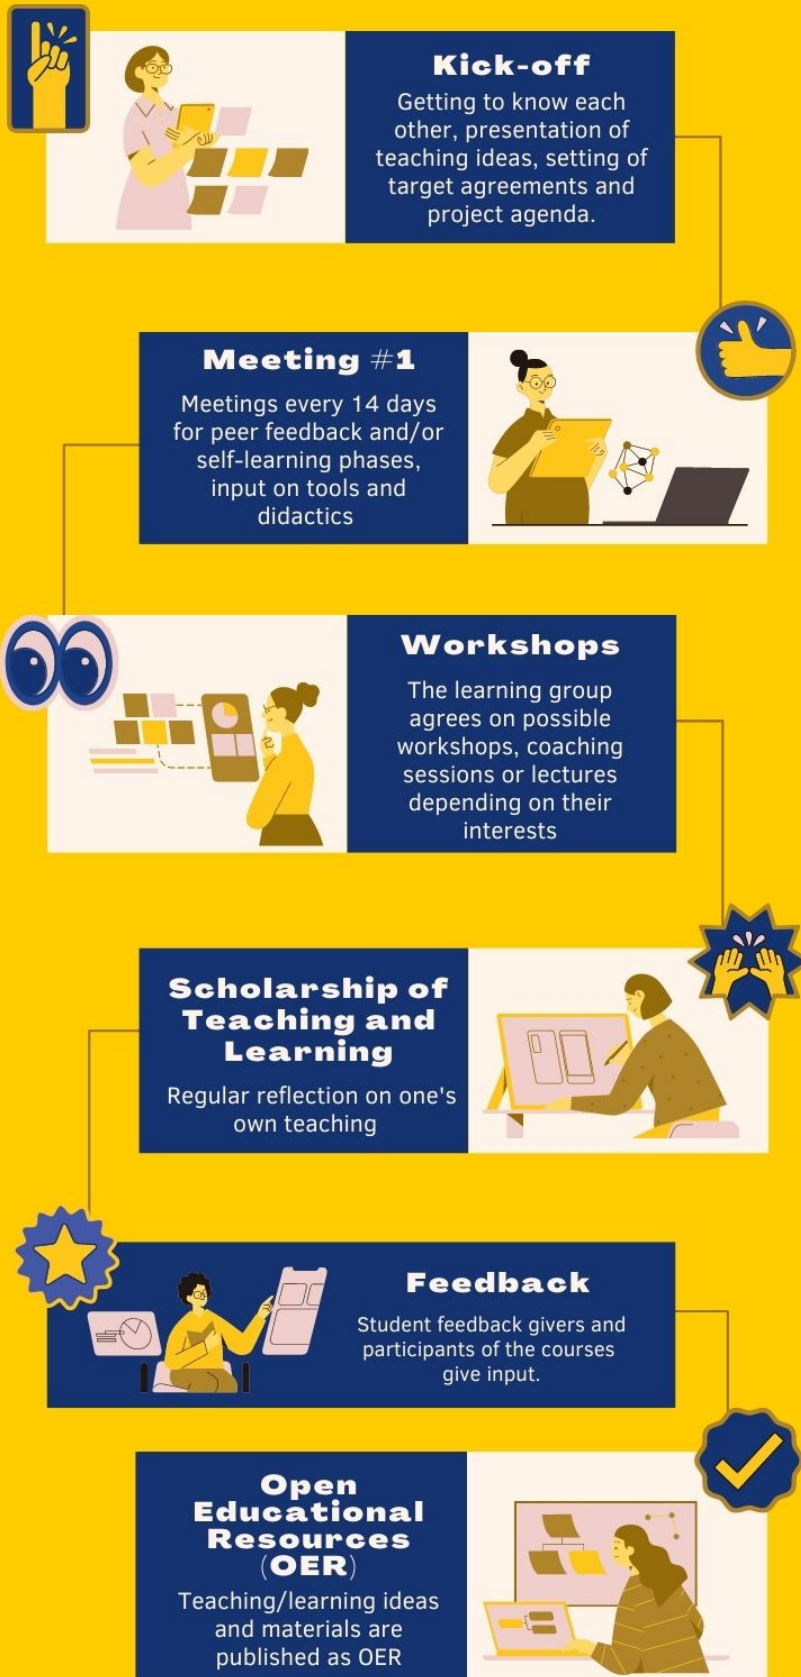 Kick-off
Getting to know each
other, presentation of
teaching ideas, setting of
target agreements and
project agenda.
Meeting #1
Meetings every 14 days
for peer feedback and/or
self-learning phases,
input on tools and
didactics
Workshops
The learning group
agrees on possible
workshops, coaching
sessions or lectures
depending on their
interests
Scholarship of
Teaching and
Learning
Regular reflection on one's
own teaching
Feedback
Student feedback givers and
participants of the courses
give input.
Open
Educational
Resources
(OER)
Teaching/learning ideas
and materials are
published as OER